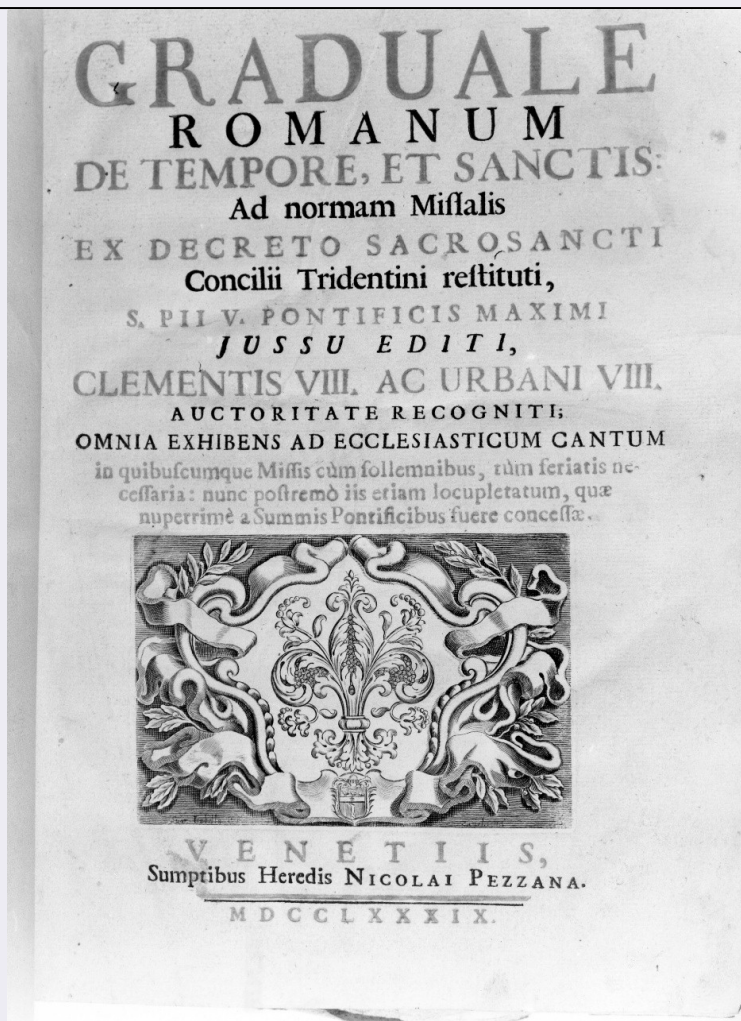 GRADUALE
ROMANUM
DE TEMPORE, ET SANCTIS:
Ad normam Miſſalis
EX DECRETO SACROSANCTI
Concilii Tridentini reſtituti,
S. PII V. PONTIFICIS MAXIMI
JUSSU EDITI,
CLEMENTIS VIII. AC URBANI VIII.
AUCTORITATE RECOGNITI;
OMNIA EXHIBENS AD ECCLESIASTICUM CANTUM
in quibuſcumque Miſſis cùm ſollemnibus, tùm feriatis ne-
ceſſaria: nunc poſtremò iis etiam locupletatum, quæ
nuperrimè a Summis Pontificibus fuere conceſſæ.
VENETIIS,
Sumptibus Heredis NICOLAI PEZZANA.
MDCCLXXXIX.